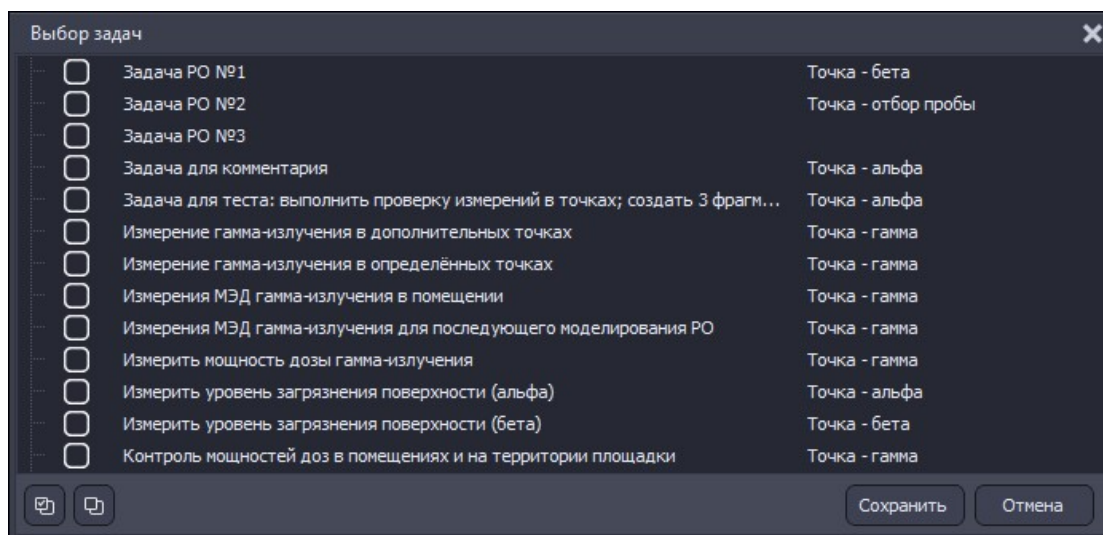 Выбор задач
Задача РО №1 Точка - бета
Задача РО №2 Точка - отбор пробы
Задача РО №3
Задача для комментария Точка - альфа
Задача для теста: выполнить проверку измерений в точках; создать 3 фрагм... Точка - альфа
Измерение гамма-излучения в дополнительных точках Точка - гамма
Измерение гамма-излучения в определённых точках Точка - гамма
Измерения МЭД гамма-излучения в помещении Точка - гамма
Измерения МЭД гамма-излучения для последующего моделирования РО Точка - гамма
Измерить мощность дозы гамма-излучения Точка - гамма
Измерить уровень загрязнения поверхности (альфа) Точка - альфа
Измерить уровень загрязнения поверхности (бета) Точка - бета
Контроль мощностей доз в помещениях и на территории площадки Точка - гамма
Сохранить Отмена